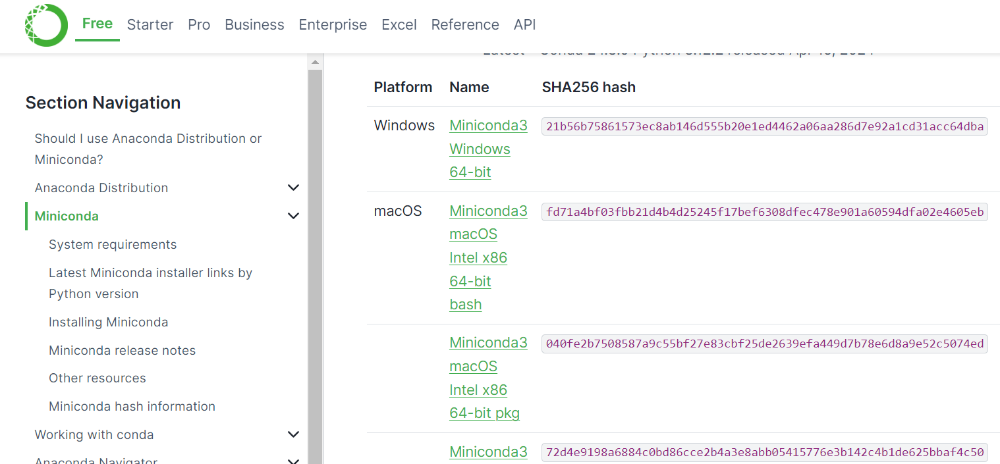 Free Starter Pro Business Enterprise Excel Reference API
Section Navigation
Should I use Anaconda Distribution or
Miniconda?
Anaconda Distribution
Miniconda
System requirements
Latest Miniconda installer links by
Python version
Installing Miniconda
Miniconda release notes
Other resources
Miniconda hash information
Working with conda
Anaconda Navigator
Platform Name SHA256 hash
Windows Miniconda3 21b56b75861573ec8ab146d555b20e1ed4462a06aa286d7e92a1cd31acc64dba
Windows
64-bit
macOS Miniconda3 fd71a4bf03fbb21d4b4d25245f17bef6308dfec478e901a60594dfa02e4605eb
macOS
Intel x86
64-bit
bash
Miniconda3 040fe2b7508587a9c55bf27e83cbf25de2639efa449d7b78e6d8a9e52c5074ed
macOS
Intel x86
64-bit pkg
Miniconda3 72d4e9198a6884c0bd86cce2b4a3e8abb05415776e3b142c4b1de625bbaf4c50